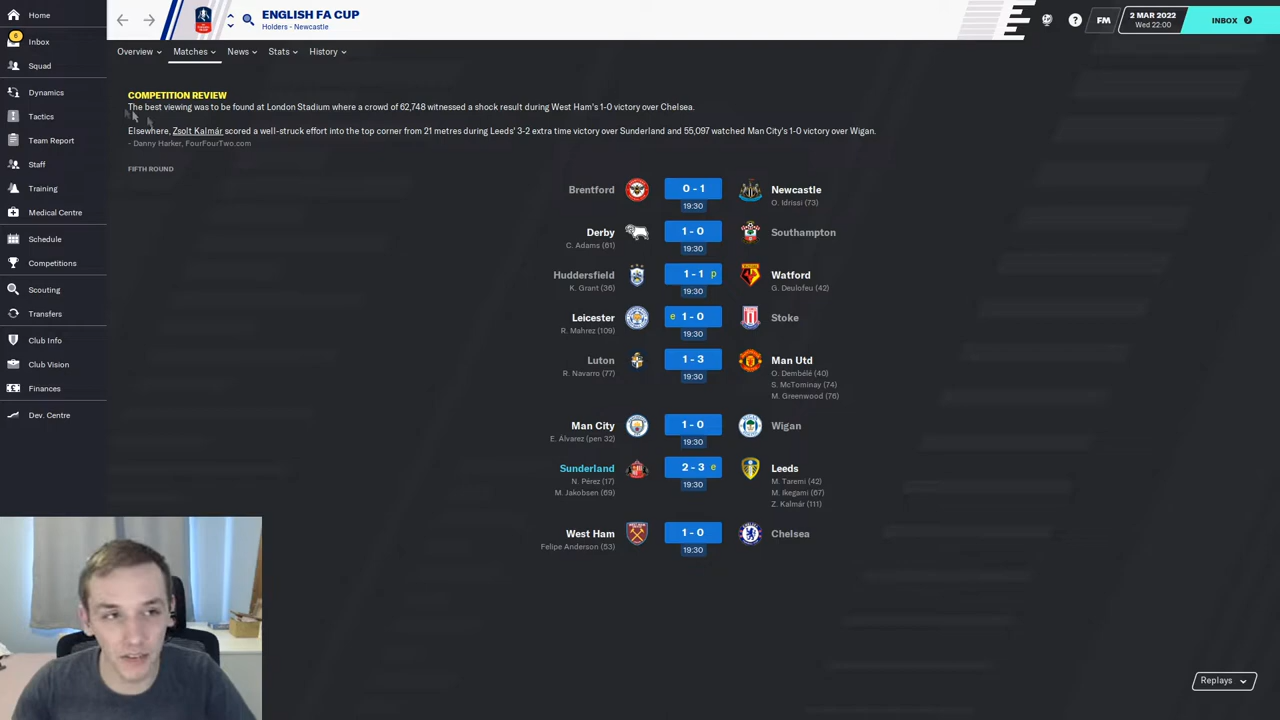 Home
ENGLISH FA CUP
Holders - Newcastle
FM
2 MAR 2022
Wed 22:00
INBOX
6
Inbox
Overview
Matches
News
Stats
History
Squad
Dynamics
Tactics
Team Report
Staff
Training
Medical Centre
Schedule
Competitions
Scouting
Transfers
Club Info
Club Vision
Finances
Dev. Centre
COMPETITION REVIEW
The best viewing was to be found at London Stadium where a crowd of 62,748 witnessed a shock result during West Ham's 1-0 victory over Chelsea.
Elsewhere, Zsolt Kalmár scored a well-struck effort into the top corner from 21 metres during Leeds' 3-2 extra time victory over Sunderland and 55,097 watched Man City's 1-0 victory over Wigan.
- Danny Harker, FourFourTwo.com
FIFTH ROUND
Brentford 0 - 1 Newcastle
19:30 O. Idrissi (73)
Derby 1 - 0 Southampton
C. Adams (61) 19:30
Huddersfield 1 - 1 p Watford
K. Grant (36) 19:30 G. Deulofeu (42)
Leicester e 1 - 0 Stoke
R. Mahrez (109) 19:30
Luton 1 - 3 Man Utd
R. Navarro (77) 19:30 O. Dembélé (40)
S. McTominay (74)
M. Greenwood (76)
Man City 1 - 0 Wigan
E. Álvarez (pen 32) 19:30
Sunderland 2 - 3 e Leeds
N. Pérez (17) 19:30 M. Taremi (42)
M. Jakobsen (69) M. Ikegami (67)
Z. Kalmár (111)
West Ham 1 - 0 Chelsea
Felipe Anderson (53) 19:30
Replays